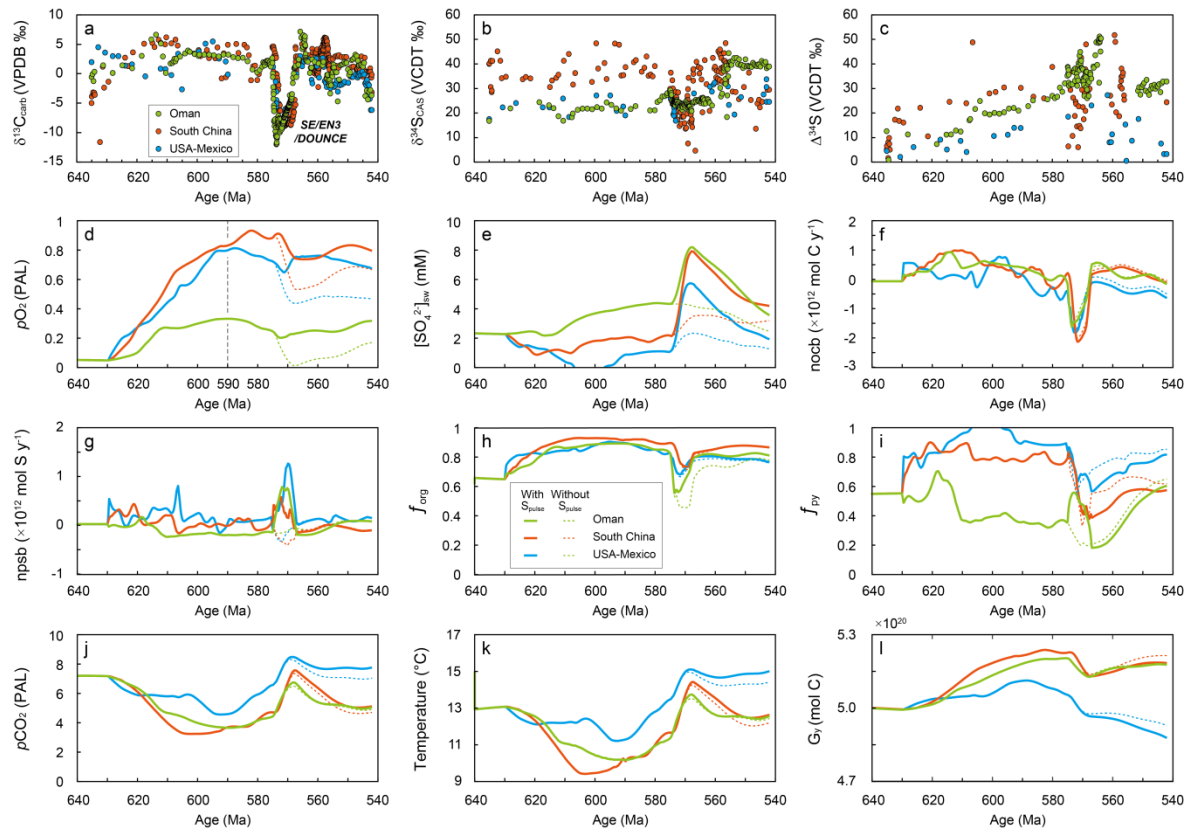 a
δ¹³C_carb (VPDB ‰)
10
5
0
-5
-10
-15
Oman
South China
USA-Mexico
SE/EN3
/DOUNCE
640 620 600 580 560 540
Age (Ma)
b
δ³⁴S_CAS (VCDT ‰)
60
50
40
30
20
10
0
640 620 600 580 560 540
Age (Ma)
c
Δ³⁴S (VCDT ‰)
60
50
40
30
20
10
0
640 620 600 580 560 540
Age (Ma)
d
pO₂ (PAL)
1
0.8
0.6
0.4
0.2
0
640 620 600 590 580 560 540
Age (Ma)
e
[SO₄²⁻]sw (mM)
10
8
6
4
2
0
640 620 600 580 560 540
Age (Ma)
f
nocb (×10¹² mol C y⁻¹)
2
1
0
-1
-2
-3
640 620 600 580 560 540
Age (Ma)
g
npsb (×10¹² mol S y⁻¹)
2
1
0
-1
640 620 600 580 560 540
Age (Ma)
h
f_org
1
0.8
0.6
0.4
0.2
0
With Without
S_pulse S_pulse
Oman
South China
USA-Mexico
640 620 600 580 560 540
Age (Ma)
i
f_py
1
0.8
0.6
0.4
0.2
0
640 620 600 580 560 540
Age (Ma)
j
pCO₂ (PAL)
10
8
6
4
2
0
640 620 600 580 560 540
Age (Ma)
k
Temperature (°C)
17
15
13
11
9
640 620 600 580 560 540
Age (Ma)
l
×10²⁰
G_y (mol C)
5.3
5.0
4.7
640 620 600 580 560 540
Age (Ma)